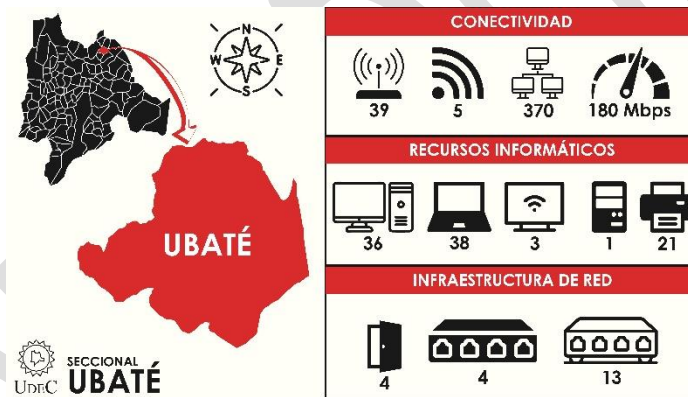 N
W E
S
UBATÉ
UDEC
SECCIONAL
UBATÉ
CONECTIVIDAD
39 5 370 180 Mbps
RECURSOS INFORMÁTICOS
36 38 3 1 21
INFRAESTRUCTURA DE RED
4 4 13